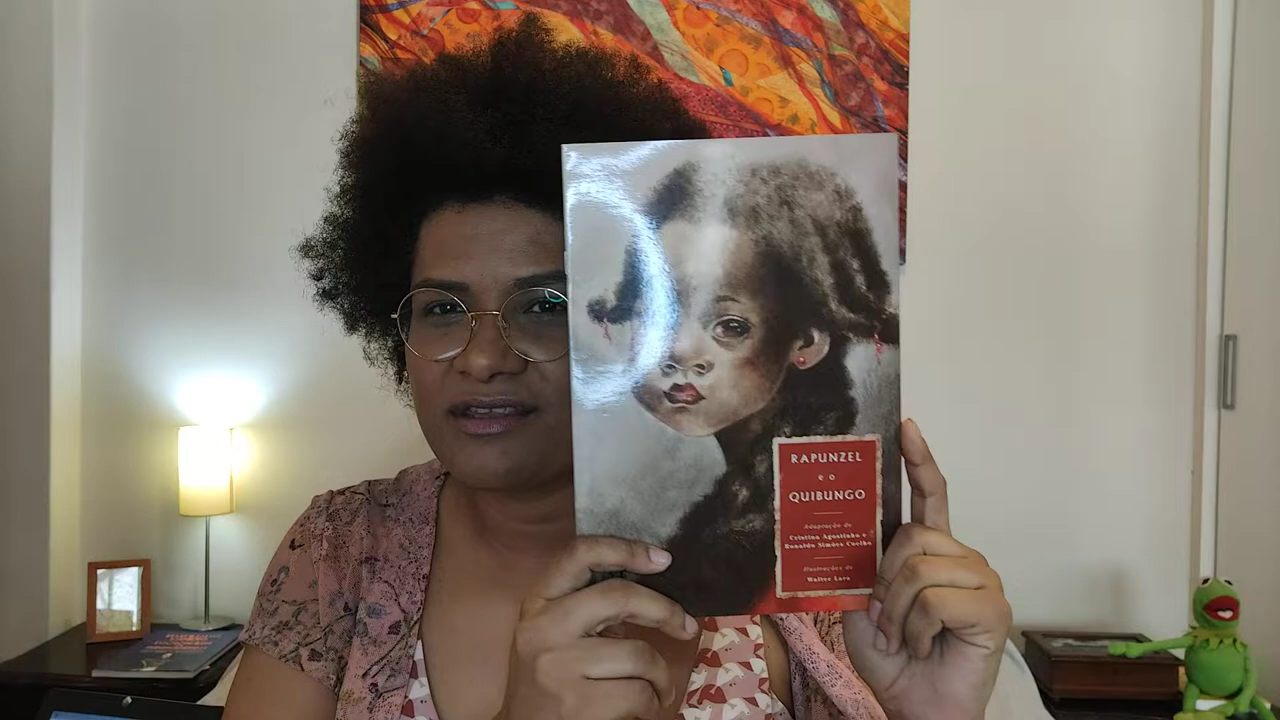 RAPUNZEL
e o
QUIBUNGO
Adaptação de
Cristina Agostinho e
Ronaldo Simões Coelho
Ilustrações de
Walter Lara